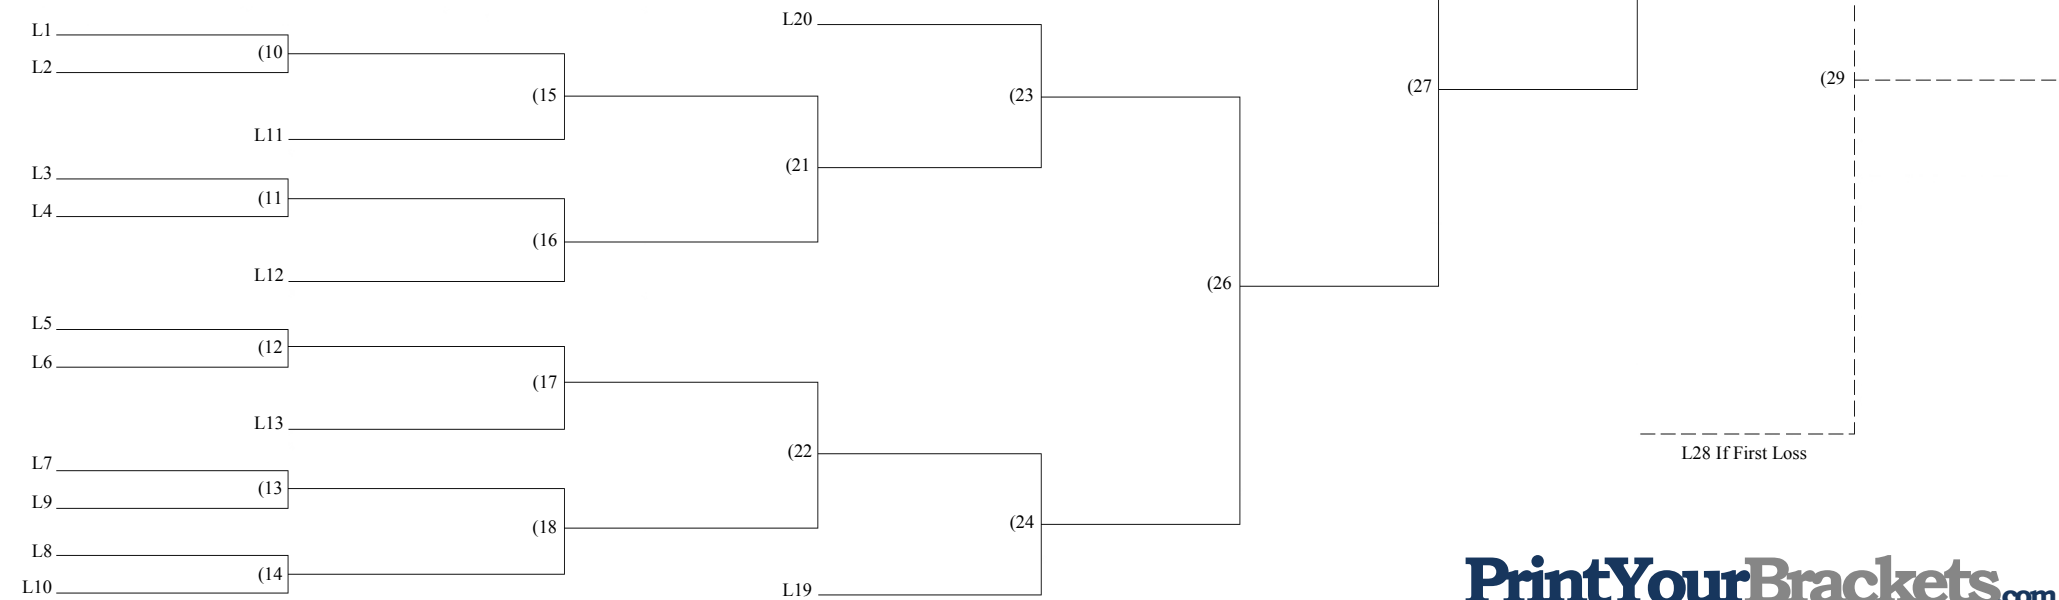 L1
L2
(10
L11
(15
L3
L4
(11
L12
(16
L5
L6
(12
L13
(17
L7
L9
(13
L8
L10
(14
(18
L20
(21
(23
(22
L19
(24
(26
(27
(29
L28 If First Loss
PrintYourBrackets.com